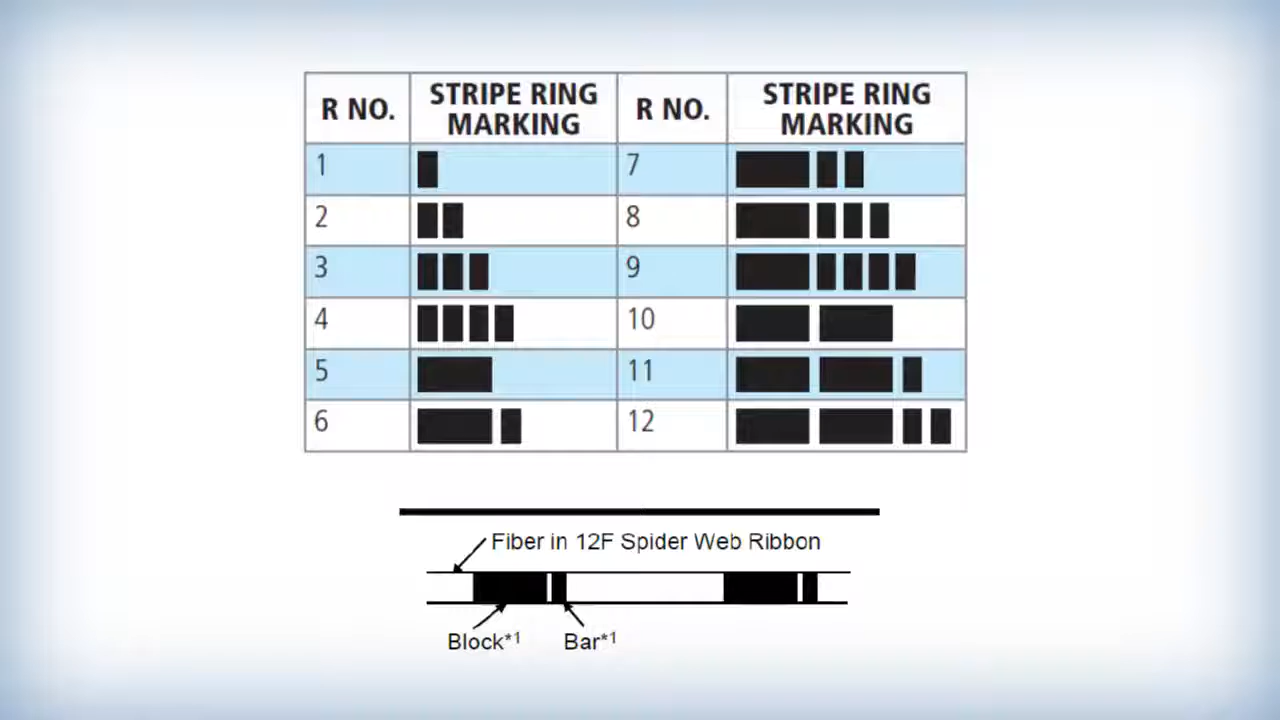 R NO. STRIPE RING MARKING R NO. STRIPE RING MARKING
1 7
2 8
3 9
4 10
5 11
6 12
Fiber in 12F Spider Web Ribbon
Block*1 Bar*1